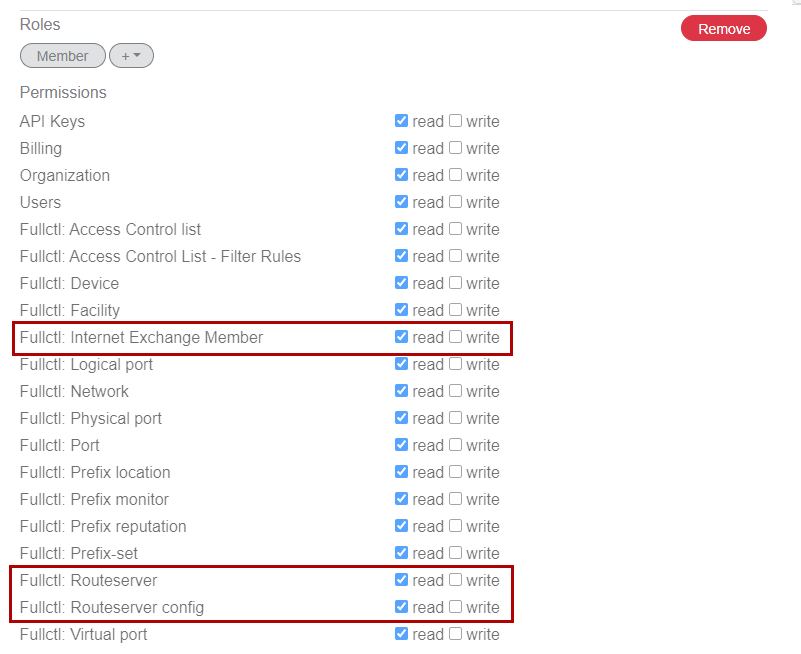 Roles
Remove
Member + 
Permissions
API Keys read write
Billing read write
Organization read write
Users read write
Fullctl: Access Control list read write
Fullctl: Access Control List - Filter Rules read write
Fullctl: Device read write
Fullctl: Facility read write
Fullctl: Internet Exchange Member read write
Fullctl: Logical port read write
Fullctl: Network read write
Fullctl: Physical port read write
Fullctl: Port read write
Fullctl: Prefix location read write
Fullctl: Prefix monitor read write
Fullctl: Prefix reputation read write
Fullctl: Prefix-set read write
Fullctl: Routeserver read write
Fullctl: Routeserver config read write
Fullctl: Virtual port read write